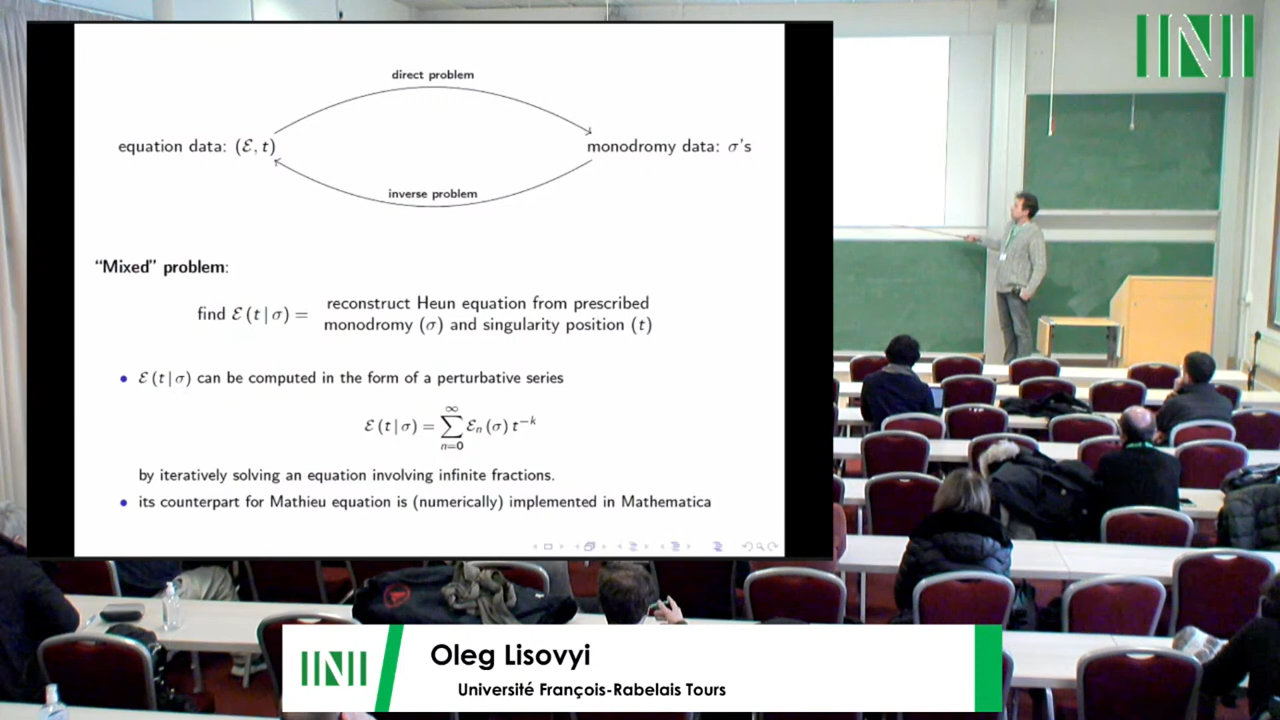 direct problem
equation data: (ℰ, t)
monodromy data: σ's
inverse problem
"Mixed" problem:
find ℰ (t | σ) = reconstruct Heun equation from prescribed
monodromy (σ) and singularity position (t)
• ℰ (t | σ) can be computed in the form of a perturbative series
ℰ (t | σ) = ∑_{n=0}^{∞} ℰ_n (σ) t^{−k}
by iteratively solving an equation involving infinite fractions.
• its counterpart for Mathieu equation is (numerically) implemented in Mathematica
INI
INI
Oleg Lisovyi
Université François-Rabelais Tours